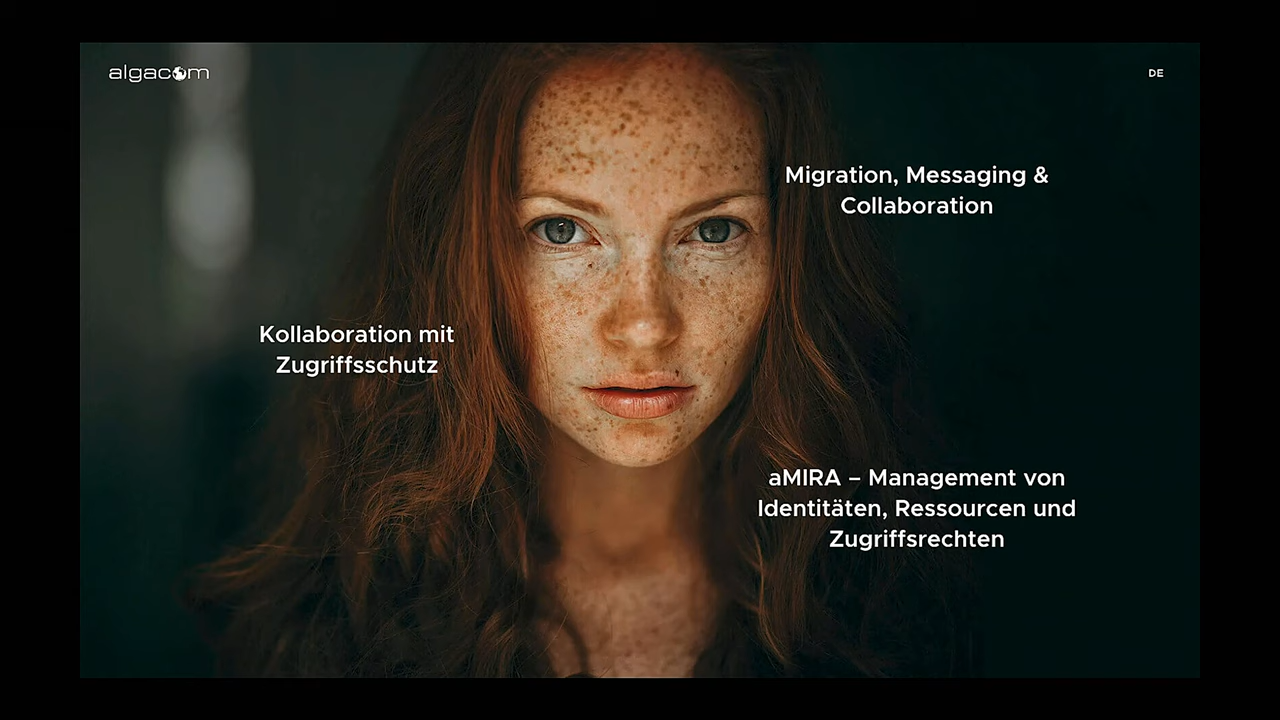 algacom
DE
Migration, Messaging &
Collaboration
Kollaboration mit
Zugriffsschutz
aMIRA – Management von
Identitäten, Ressourcen und
Zugriffsrechten